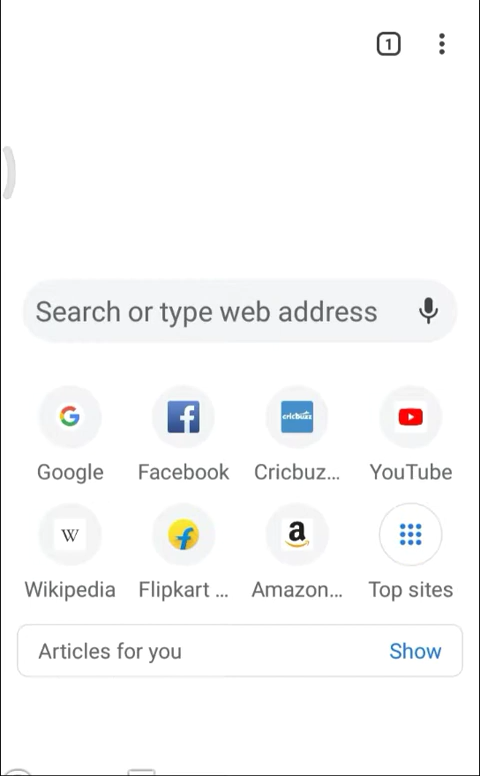 1
Search or type web address
Google Facebook Cricbuz... YouTube
Wikipedia Flipkart ... Amazon... Top sites
Articles for you Show